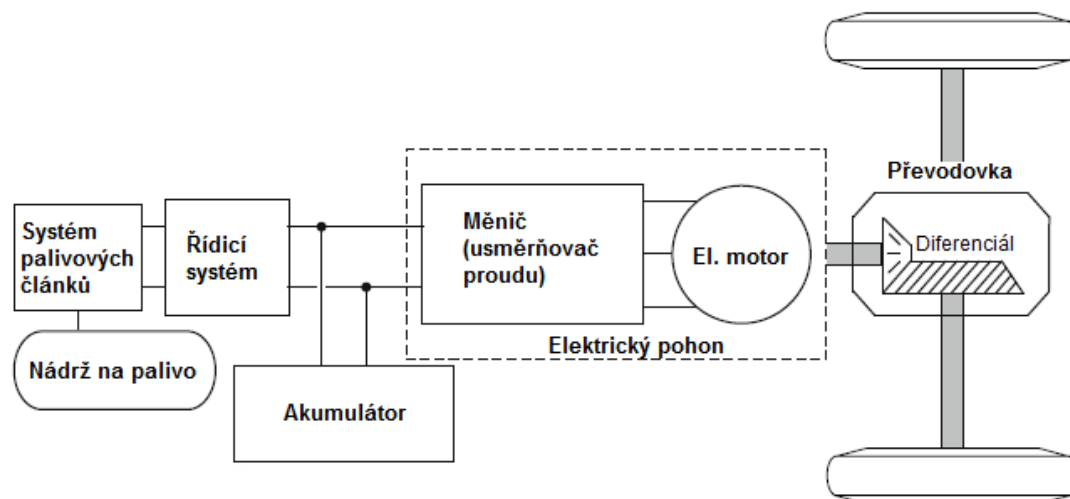 Systém
palivových
článků
Řídicí
systém
Nádrž na palivo
Akumulátor
Měnič
(usměrňovač
proudu)
El. motor
Elektrický pohon
Převodovka
Diferenciál